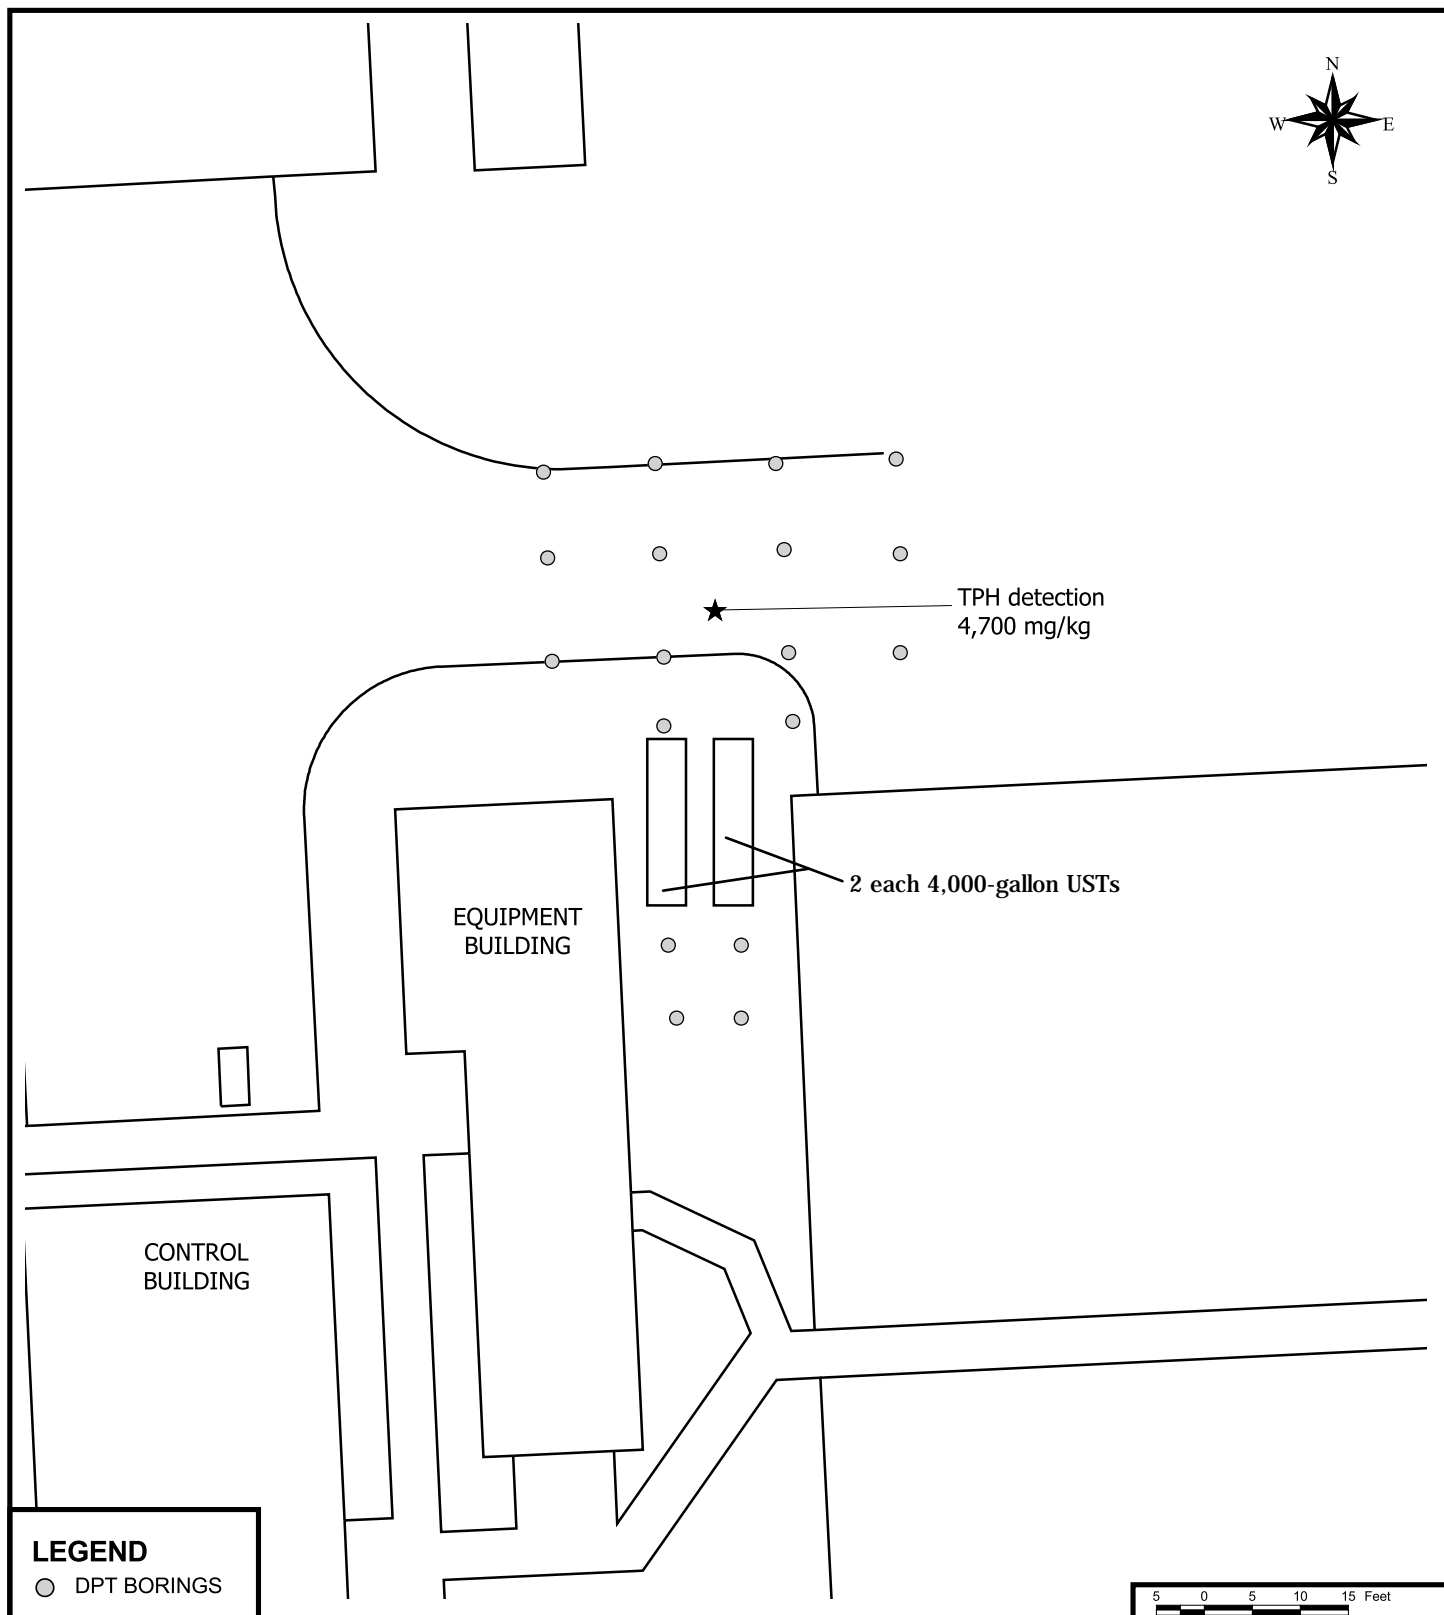 N
W E
S
TPH detection
4,700 mg/kg
2 each 4,000-gallon USTs
EQUIPMENT
BUILDING
CONTROL
BUILDING
LEGEND
DPT BORINGS
5 0 5 10 15 Feet